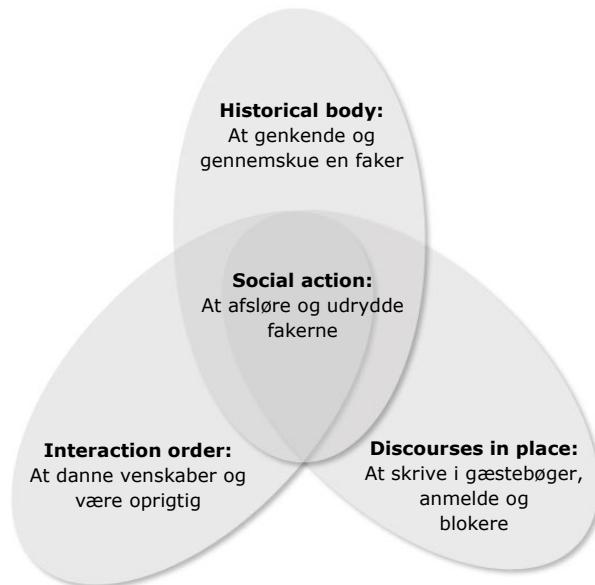 Historical body:
At genkende og
gennemskue en faker
Social action:
At afsløre og udrydde
fakerne
Interaction order:
At danne venskaber og
være oprigtig
Discourses in place:
At skrive i gæstebøger,
anmelde og
blokere